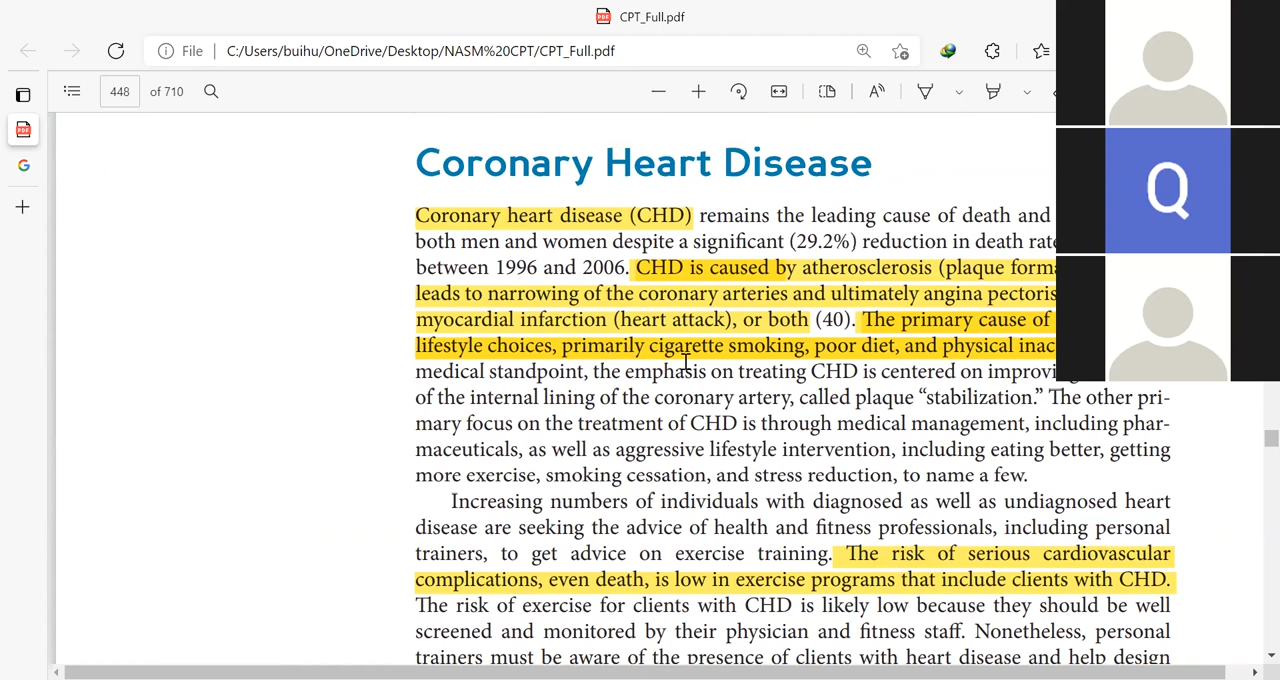 CPT_Full.pdf
File | C:/Users/buihu/OneDrive/Desktop/NASM%20CPT/CPT_Full.pdf
448 of 710
Coronary Heart Disease
Coronary heart disease (CHD) remains the leading cause of death and
both men and women despite a significant (29.2%) reduction in death rate
between 1996 and 2006. CHD is caused by atherosclerosis (plaque forma
leads to narrowing of the coronary arteries and ultimately angina pectoris
myocardial infarction (heart attack), or both (40). The primary cause of
lifestyle choices, primarily cigarette smoking, poor diet, and physical inac
medical standpoint, the emphasis on treating CHD is centered on improvi
of the internal lining of the coronary artery, called plaque “stabilization.” The other pri-
mary focus on the treatment of CHD is through medical management, including phar-
maceuticals, as well as aggressive lifestyle intervention, including eating better, getting
more exercise, smoking cessation, and stress reduction, to name a few.
Increasing numbers of individuals with diagnosed as well as undiagnosed heart
disease are seeking the advice of health and fitness professionals, including personal
trainers, to get advice on exercise training. The risk of serious cardiovascular
complications, even death, is low in exercise programs that include clients with CHD.
The risk of exercise for clients with CHD is likely low because they should be well
screened and monitored by their physician and fitness staff. Nonetheless, personal
trainers must be aware of the presence of clients with heart disease and help design
Q